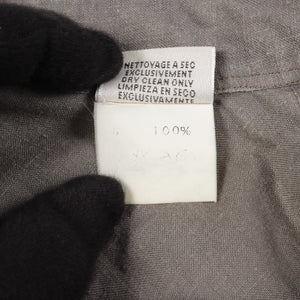 NETTOYAGE A SEC
EXCLUSIVEMENT
DRY CLEAN ONLY
LIMPIEZA EN SECO
EXCLUSIVAMENTE
100%